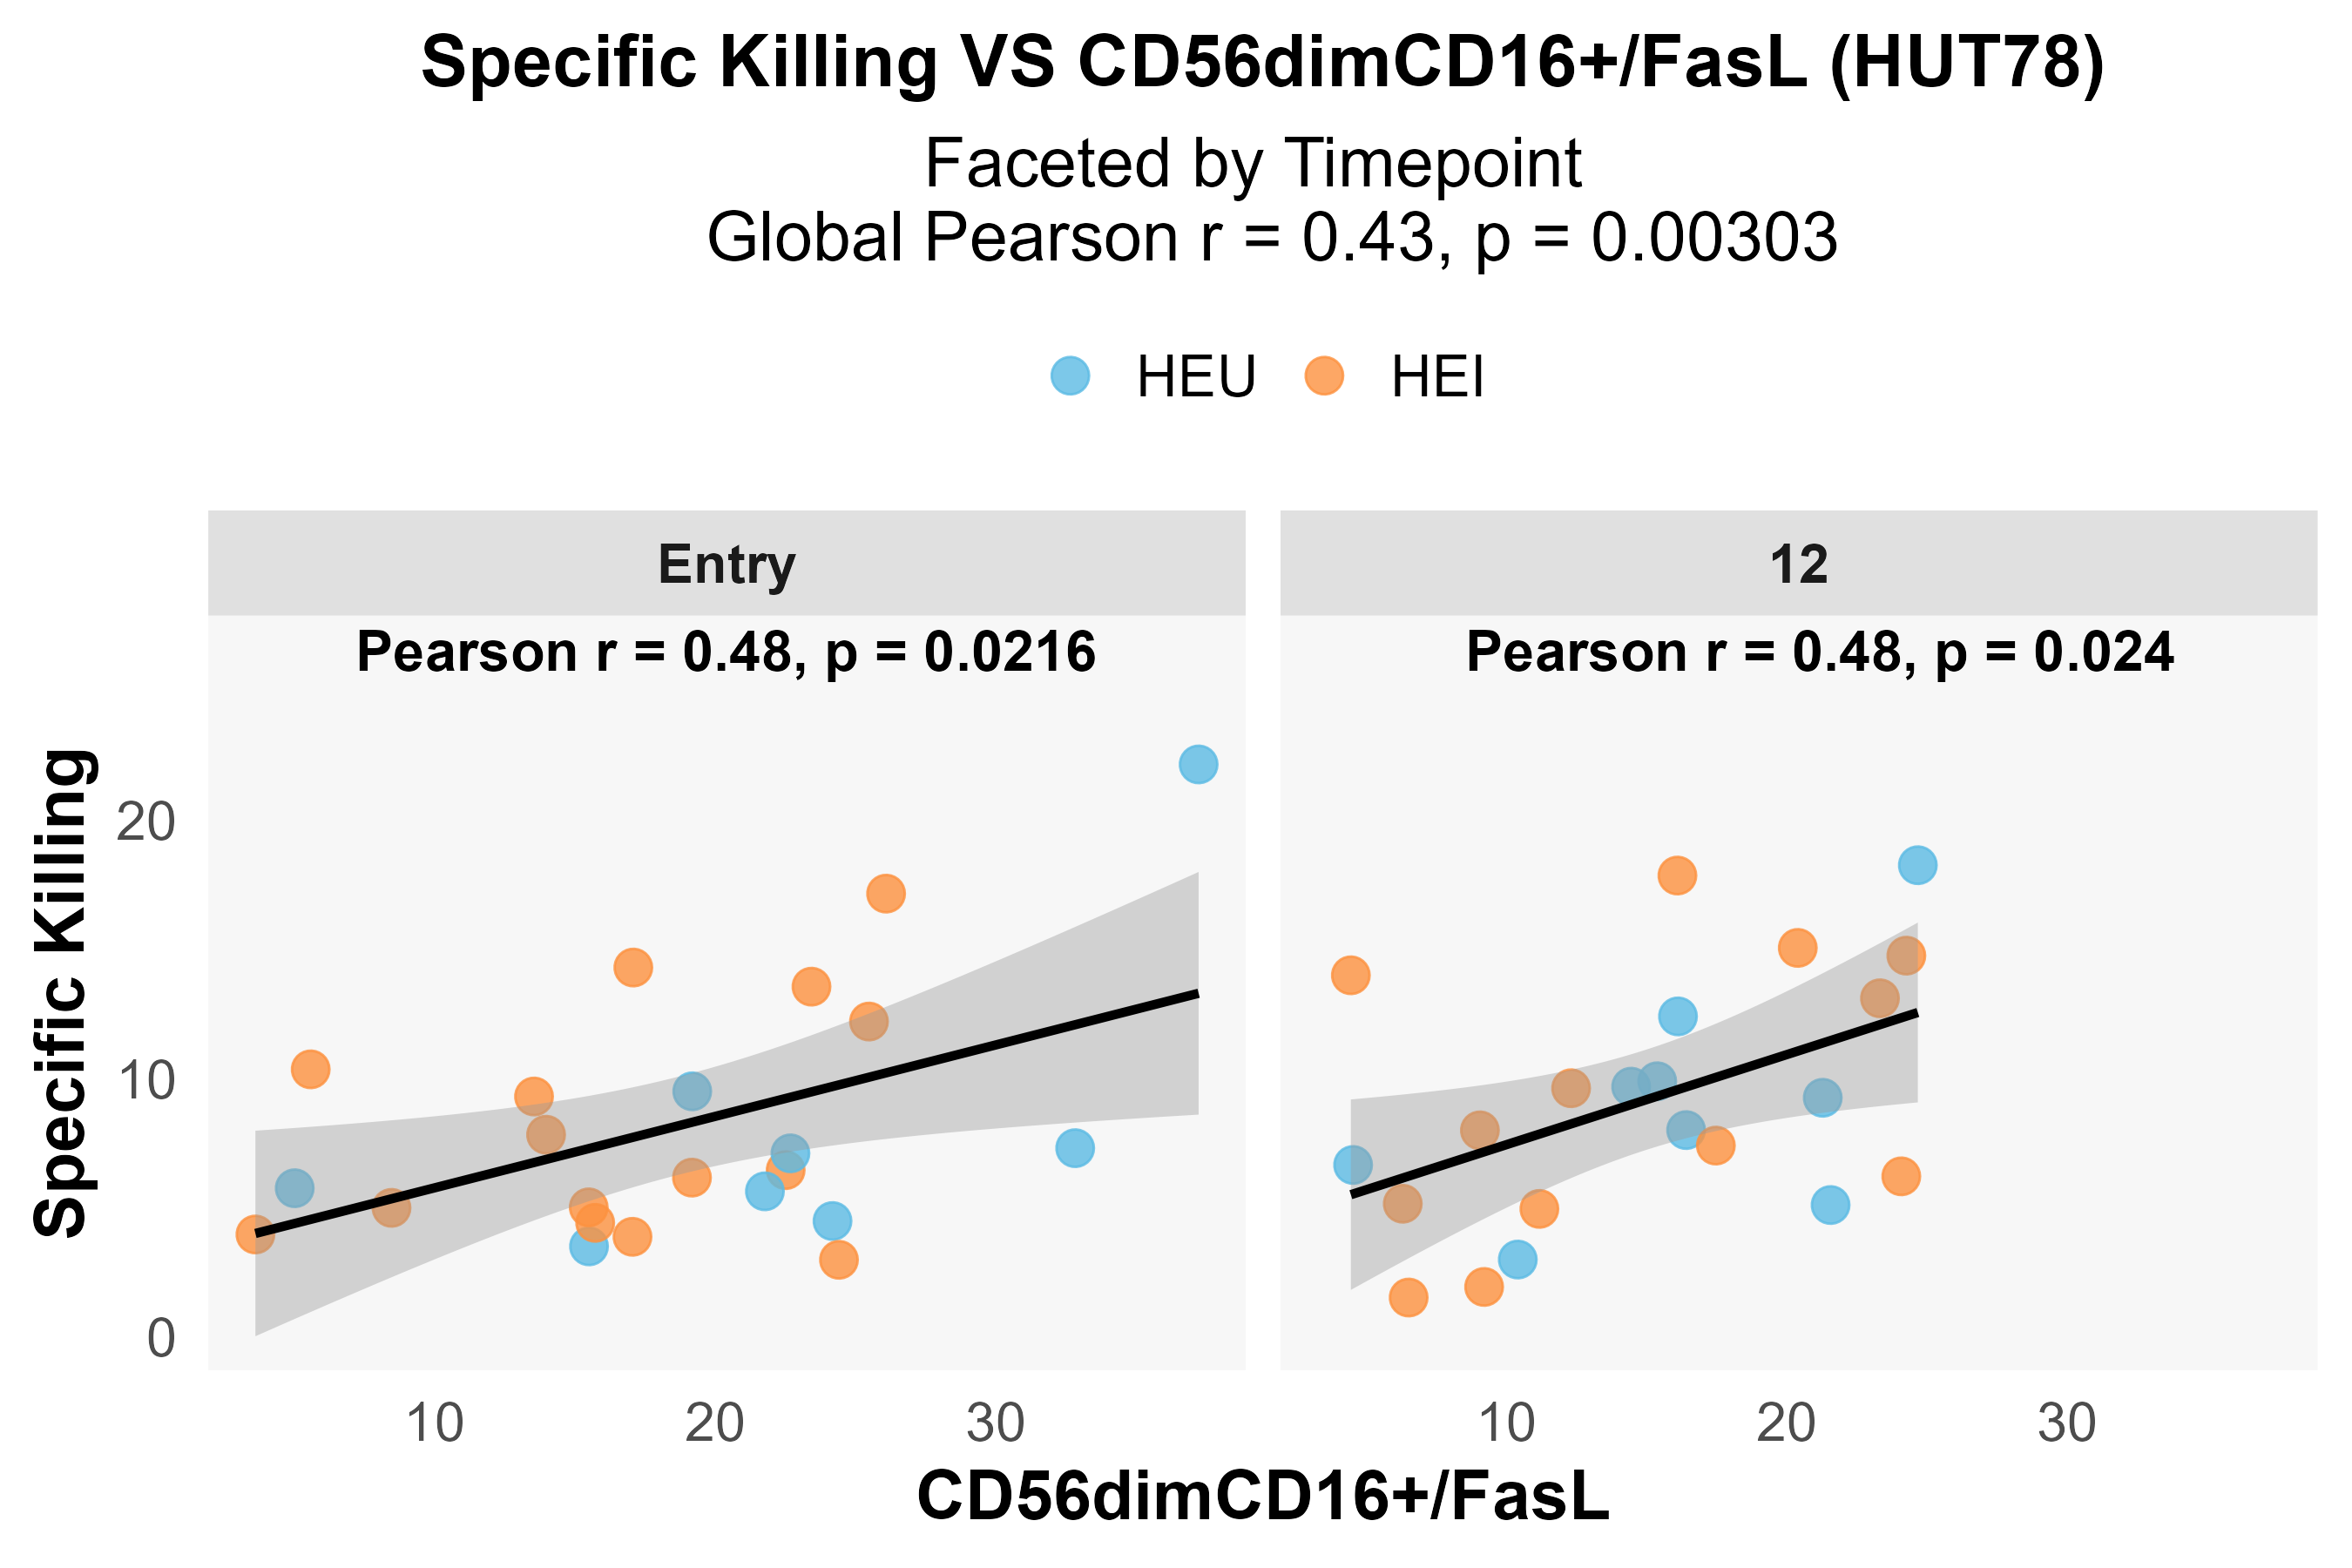 Specific Killing VS CD56dimCD16+/FasL (HUT78)
Faceted by Timepoint
Global Pearson r = 0.43, p = 0.00303
HEU HEI
Entry 12
Pearson r = 0.48, p = 0.0216 Pearson r = 0.48, p = 0.024
Specific Killing
20
10
0
10 20 30 10 20 30
CD56dimCD16+/FasL